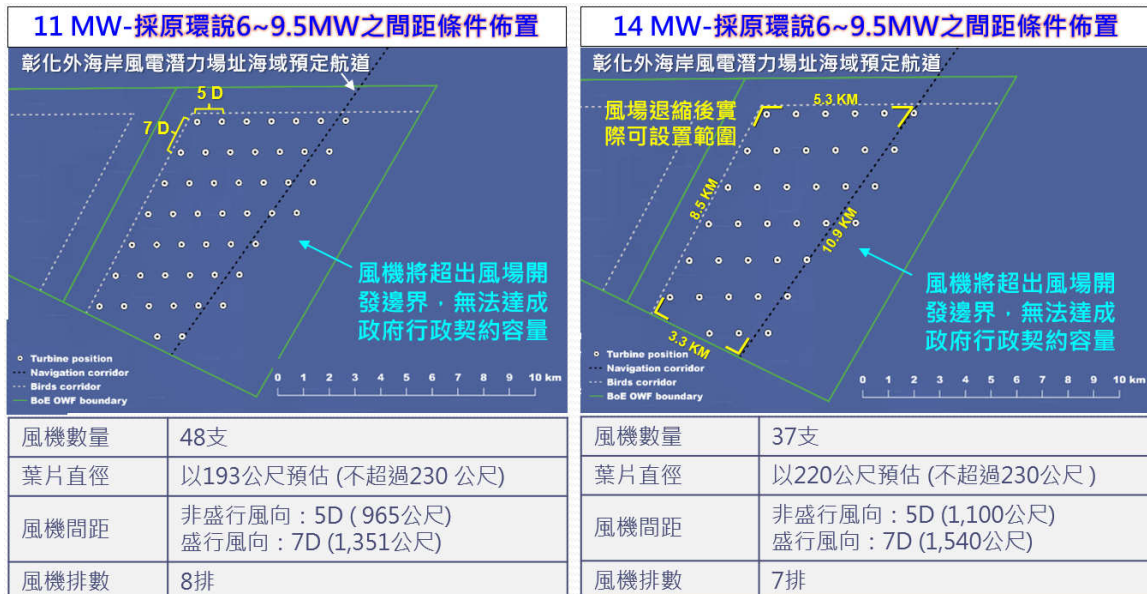 11 MW-採原環說6~9.5MW之間距條件佈置
彰化外海岸風電潛力場址海域預定航道
5 D
7 D
風機將超出風場開
發邊界，無法達成
政府行政契約容量
Turbine position
Navigation corridor
Birds corridor
BoE OWF boundary
0 1 2 3 4 5 6 7 8 9 10 km
風機數量 48支
葉片直徑 以193公尺預估 (不超過230 公尺)
風機間距 非盛行風向：5D ( 965公尺)
盛行風向：7D (1,351公尺)
風機排數 8排
14 MW-採原環說6~9.5MW之間距條件佈置
彰化外海岸風電潛力場址海域預定航道
5.3 KM
風場退縮後實
際可設置範圍
8.5 KM
10.9 KM
風機將超出風場開
發邊界，無法達成
政府行政契約容量
3.3 KM
Turbine position
Navigation corridor
Birds corridor
BoE OWF boundary
0 1 2 3 4 5 6 7 8 9 10 km
風機數量 37支
葉片直徑 以220公尺預估 (不超過230公尺 )
風機間距 非盛行風向：5D (1,100公尺)
盛行風向：7D (1,540公尺)
風機排數 7排